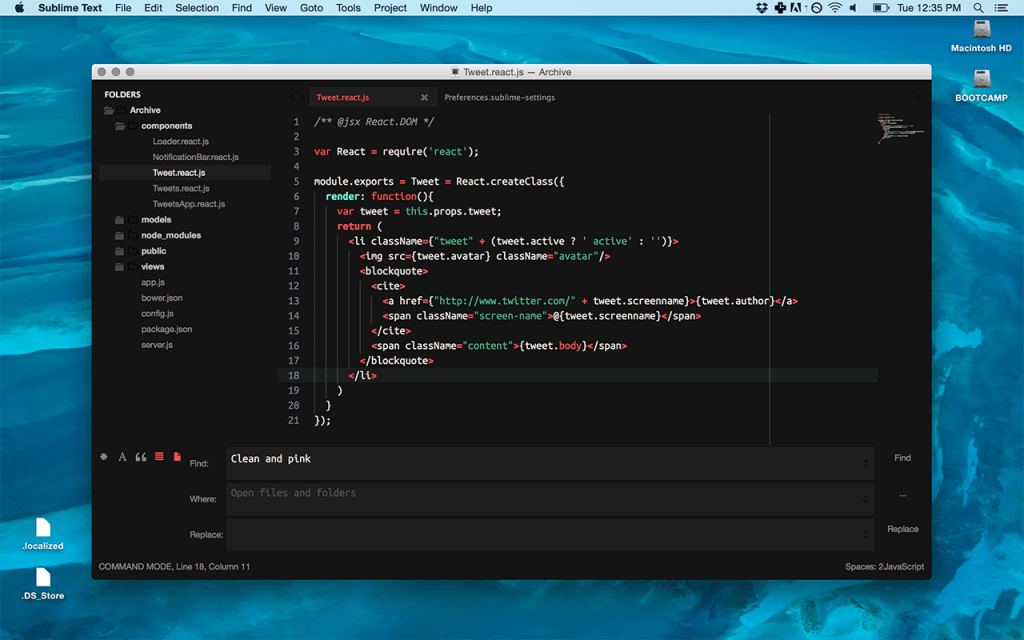 Sublime Text File Edit Selection Find View Goto Tools Project Window Help Tue 12:35 PM
Macintosh HD
BOOTCAMP
Tweet.react.js — Archive
FOLDERS
Archive
components
Loader.react.js
NotificationBar.react.js
Tweet.react.js
Tweets.react.js
TweetsApp.react.js
models
node_modules
public
views
app.js
bower.json
config.js
package.json
server.js
Tweet.react.js Preferences.sublime-settings
1 /** @jsx React.DOM */
2
3 var React = require('react');
4
5 module.exports = Tweet = React.createClass({
6 render: function(){
7 var tweet = this.props.tweet;
8 return (
9 <li className={"tweet" + (tweet.active ? ' active' : '')}>
10 <img src={tweet.avatar} className="avatar"/>
11 <blockquote>
12 <cite>
13 <a href={"http://www.twitter.com/" + tweet.screenname}>{tweet.author}</a>
14 <span className="screen-name">@{tweet.screenname}</span>
15 </cite>
16 <span className="content">{tweet.body}</span>
17 </blockquote>
18 </li>
19 )
20 }
21 });
Find: Clean and pink Find
Where: Open files and folders ...
Replace: Replace
COMMAND MODE, Line 18, Column 11 Spaces: 2JavaScript
.localized
.DS_Store